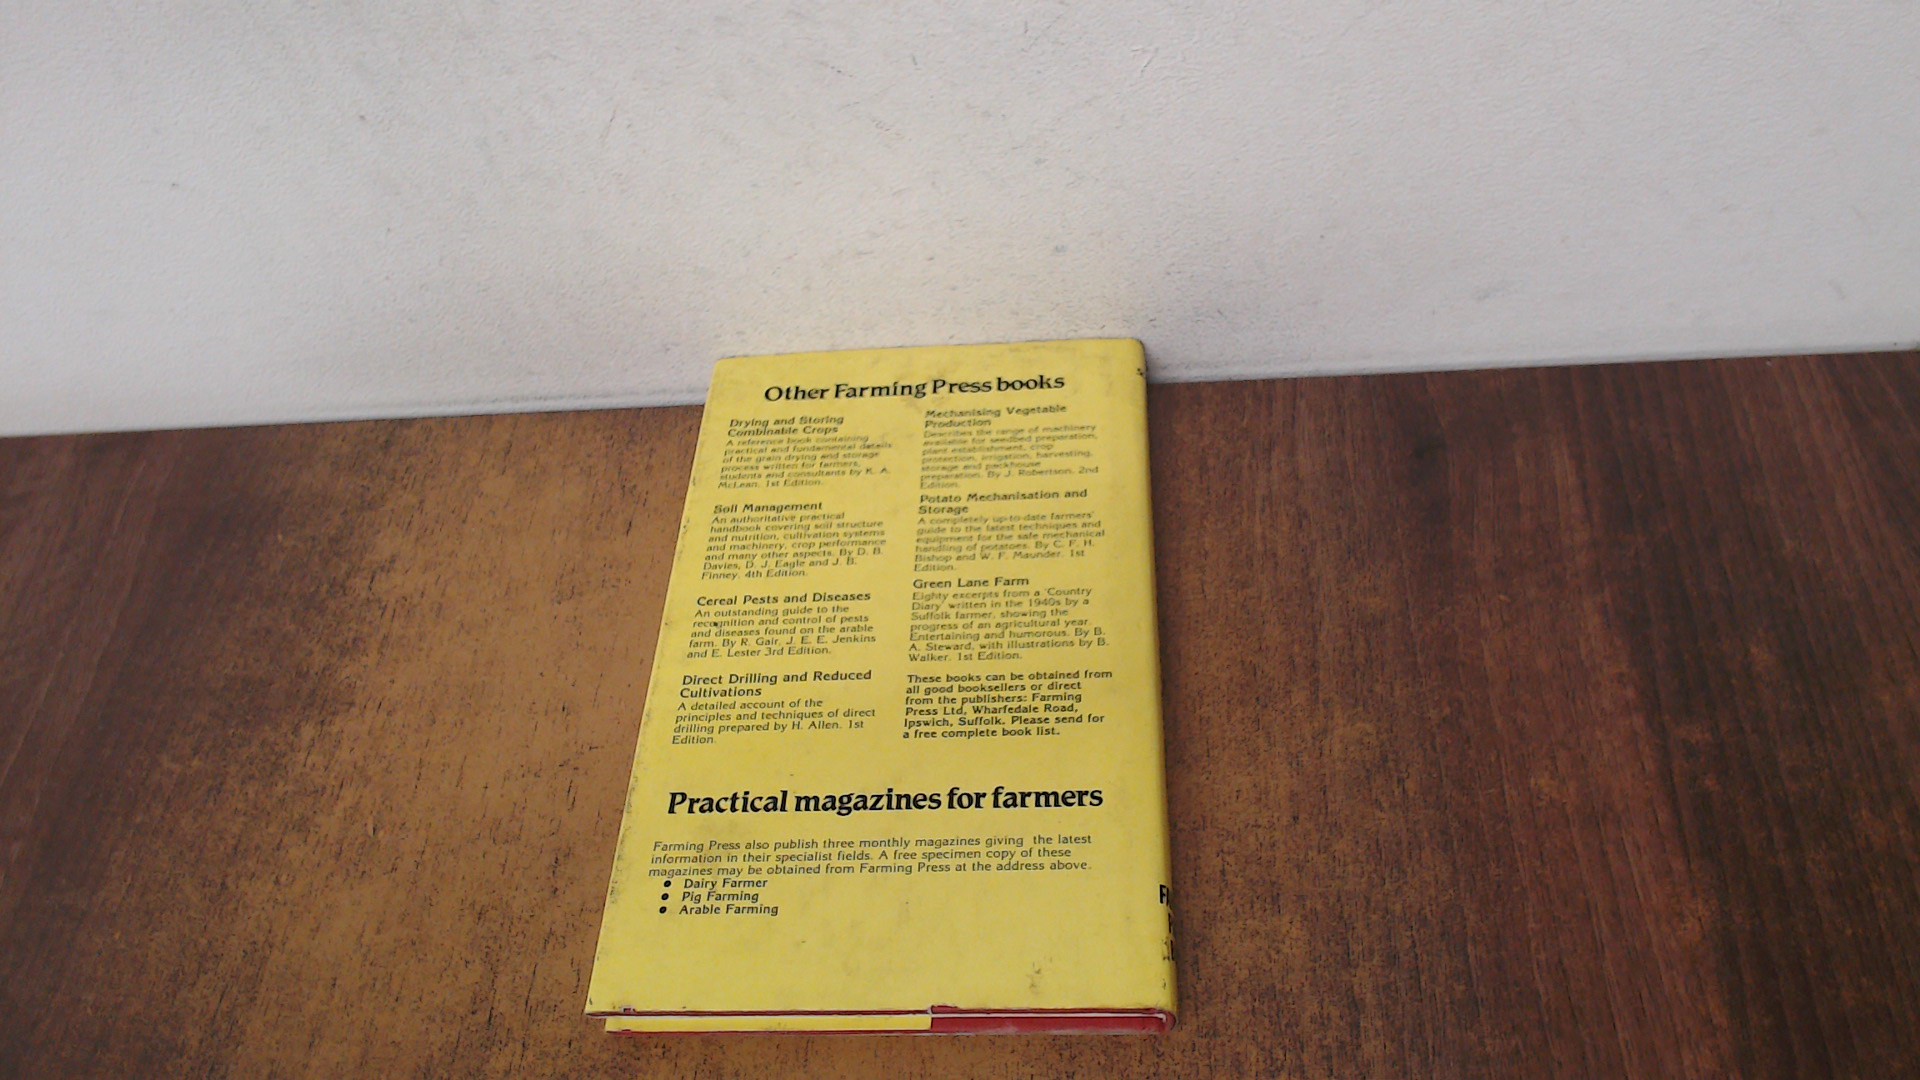 Other Farming Press books
Drying and Storing
Combinable Crops
A reference book containing
practical and fundamental details
of the grain drying and storage
process written for farmers,
students and consultants by K. A.
McLean. 1st Edition.
Soil Management
An authoritative practical
handbook covering soil structure
and nutrition, cultivation systems
and machinery, crop performance
and many other aspects. By D. B.
Davies, D. J. Eagle and J. B.
Finney. 4th Edition.
Cereal Pests and Diseases
An outstanding guide to the
recognition and control of pests
and diseases found on the arable
farm. By R. Gair, J. E. E. Jenkins
and E. Lester 3rd Edition.
Direct Drilling and Reduced
Cultivations
A detailed account of the
principles and techniques of direct
drilling prepared by H. Allen. 1st
Edition.
Mechanising Vegetable
Production
Describes the range of machinery
available for seedbed preparation,
plant establishment, crop
protection, irrigation, harvesting,
storage and packhouse
preparation. By J. Robertson. 2nd
Edition.
Potato Mechanisation and
Storage
A completely up-to-date farmers'
guide to the latest techniques and
equipment for the safe mechanical
handling of potatoes. By C. F. H.
Bishop and W. F. Maunder. 1st
Edition.
Green Lane Farm
Eighty excerpts from a 'Country
Diary' written in the 1940s by a
Suffolk farmer, showing the
progress of an agricultural year.
Entertaining and humorous. By B.
A. Steward, with illustrations by B.
Walker. 1st Edition.
These books can be obtained from
all good booksellers or direct
from the publishers: Farming
Press Ltd, Wharfedale Road,
Ipswich, Suffolk. Please send for
a free complete book list.
Practical magazines for farmers
Farming Press also publish three monthly magazines giving the latest
information in their specialist fields. A free specimen copy of these
magazines may be obtained from Farming Press at the address above.
● Dairy Farmer
● Pig Farming
● Arable Farming